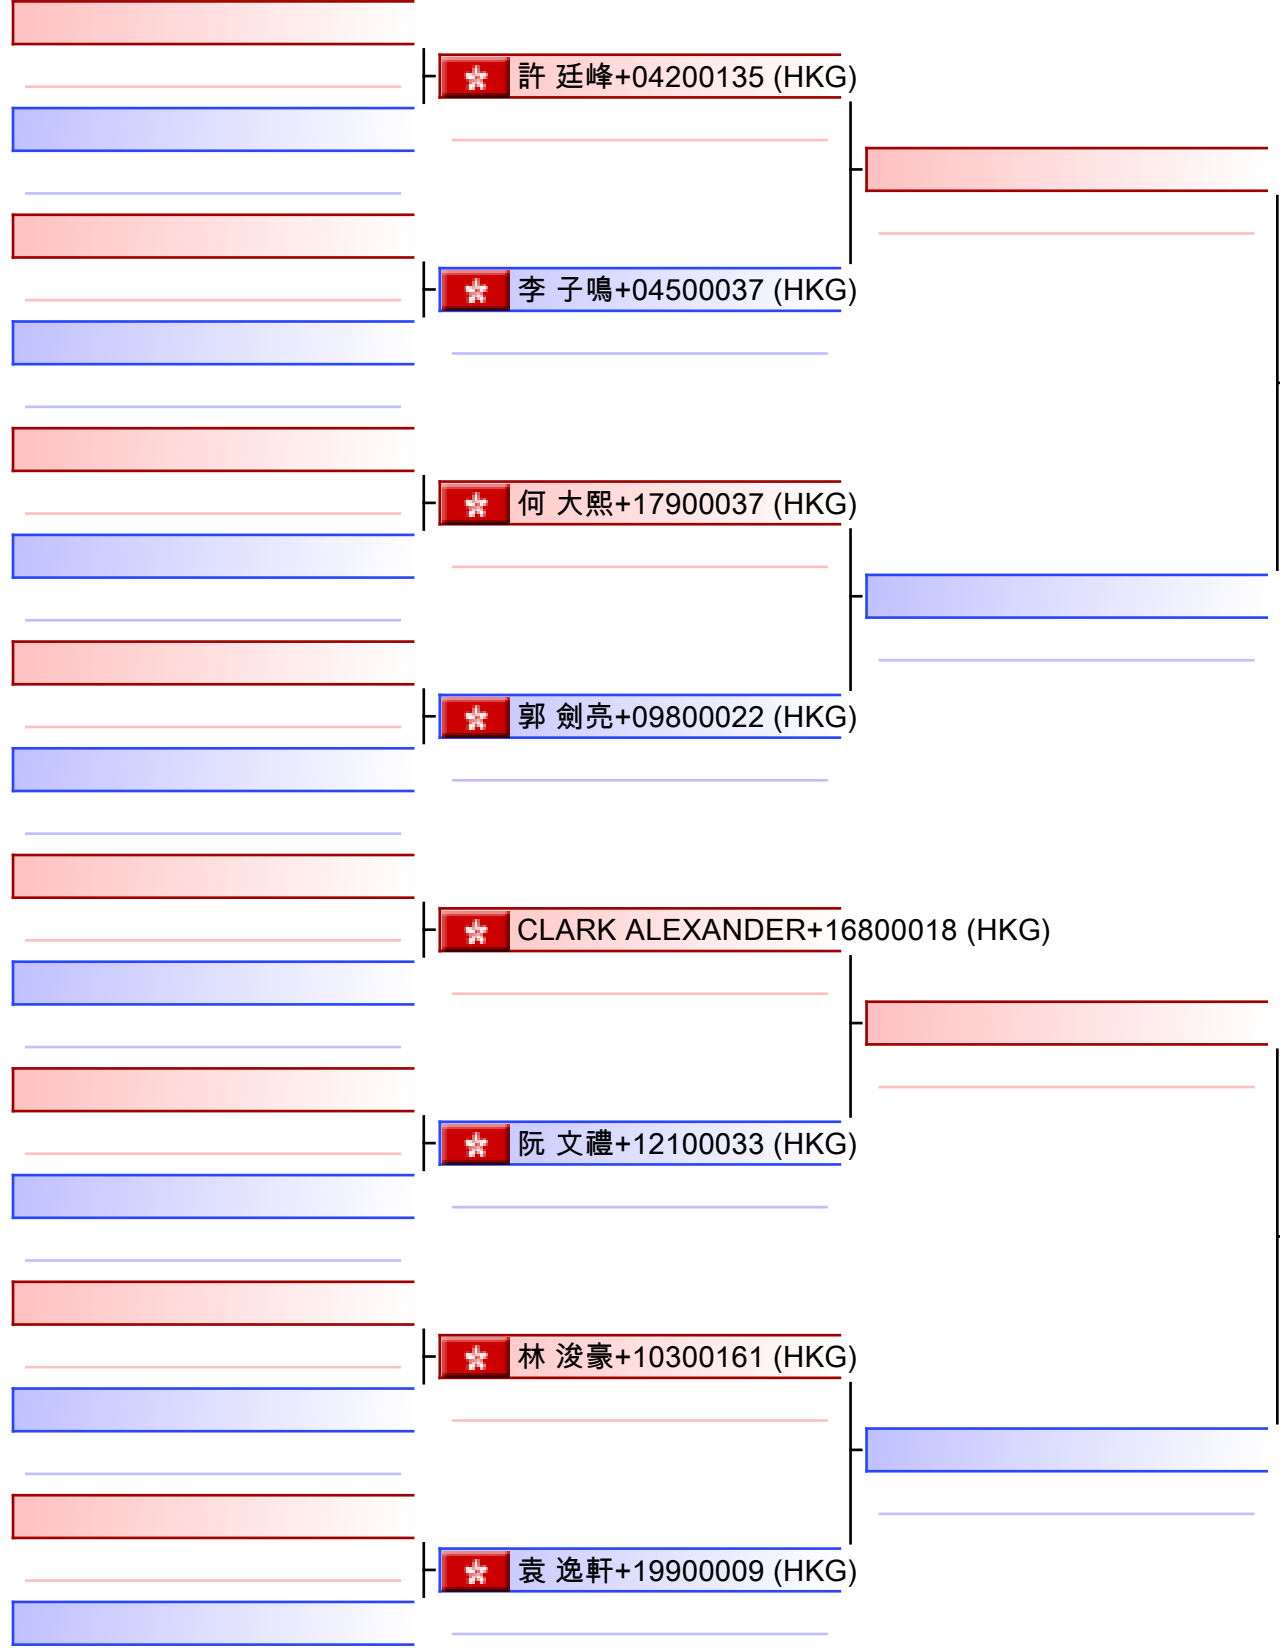 許 廷峰+04200135 (HKG)
李 子鳴+04500037 (HKG)
何 大熙+17900037 (HKG)
郭 劍亮+09800022 (HKG)
CLARK ALEXANDER+16800018 (HKG)
阮 文禮+12100033 (HKG)
林 浚豪+10300161 (HKG)
袁 逸軒+19900009 (HKG)